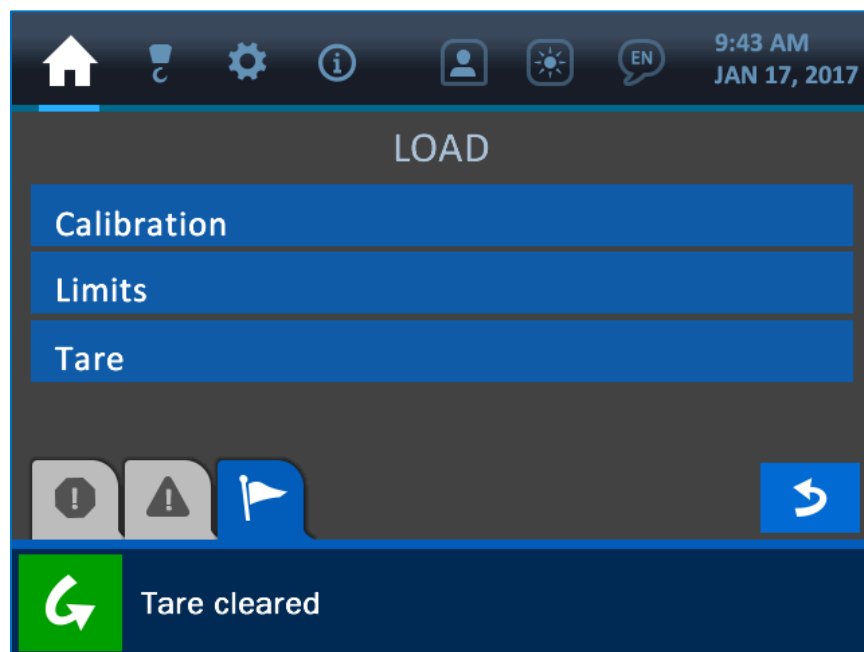 EN
9:43 AM
JAN 17, 2017
LOAD
Calibration
Limits
Tare
Tare cleared